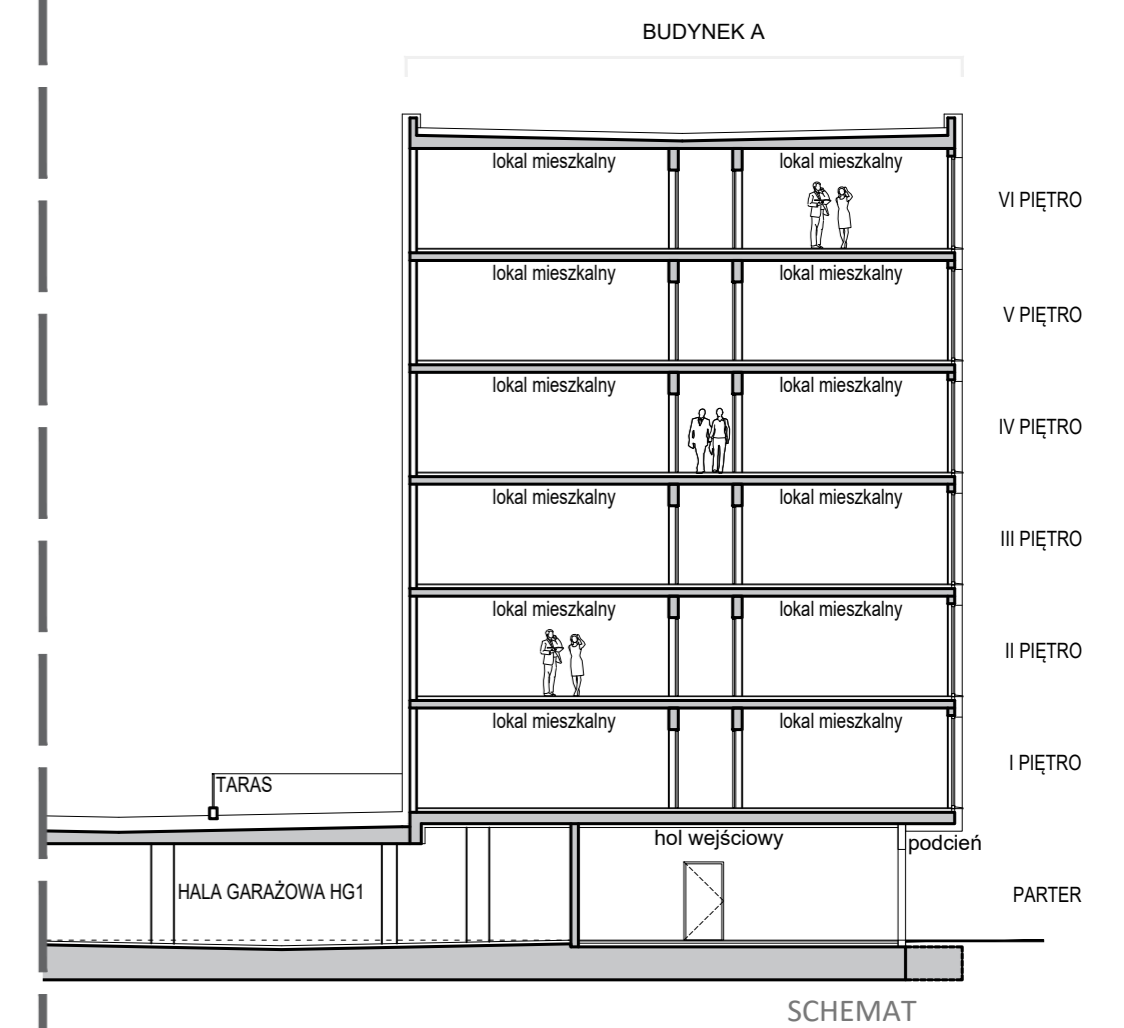 BUDYNEK A
lokal mieszkalny lokal mieszkalny
VI PIĘTRO
lokal mieszkalny lokal mieszkalny
V PIĘTRO
lokal mieszkalny lokal mieszkalny
IV PIĘTRO
lokal mieszkalny lokal mieszkalny
III PIĘTRO
lokal mieszkalny lokal mieszkalny
II PIĘTRO
lokal mieszkalny lokal mieszkalny
I PIĘTRO
TARAS
hol wejściowy podcień
HALA GARAŻOWA HG1 PARTER
SCHEMAT